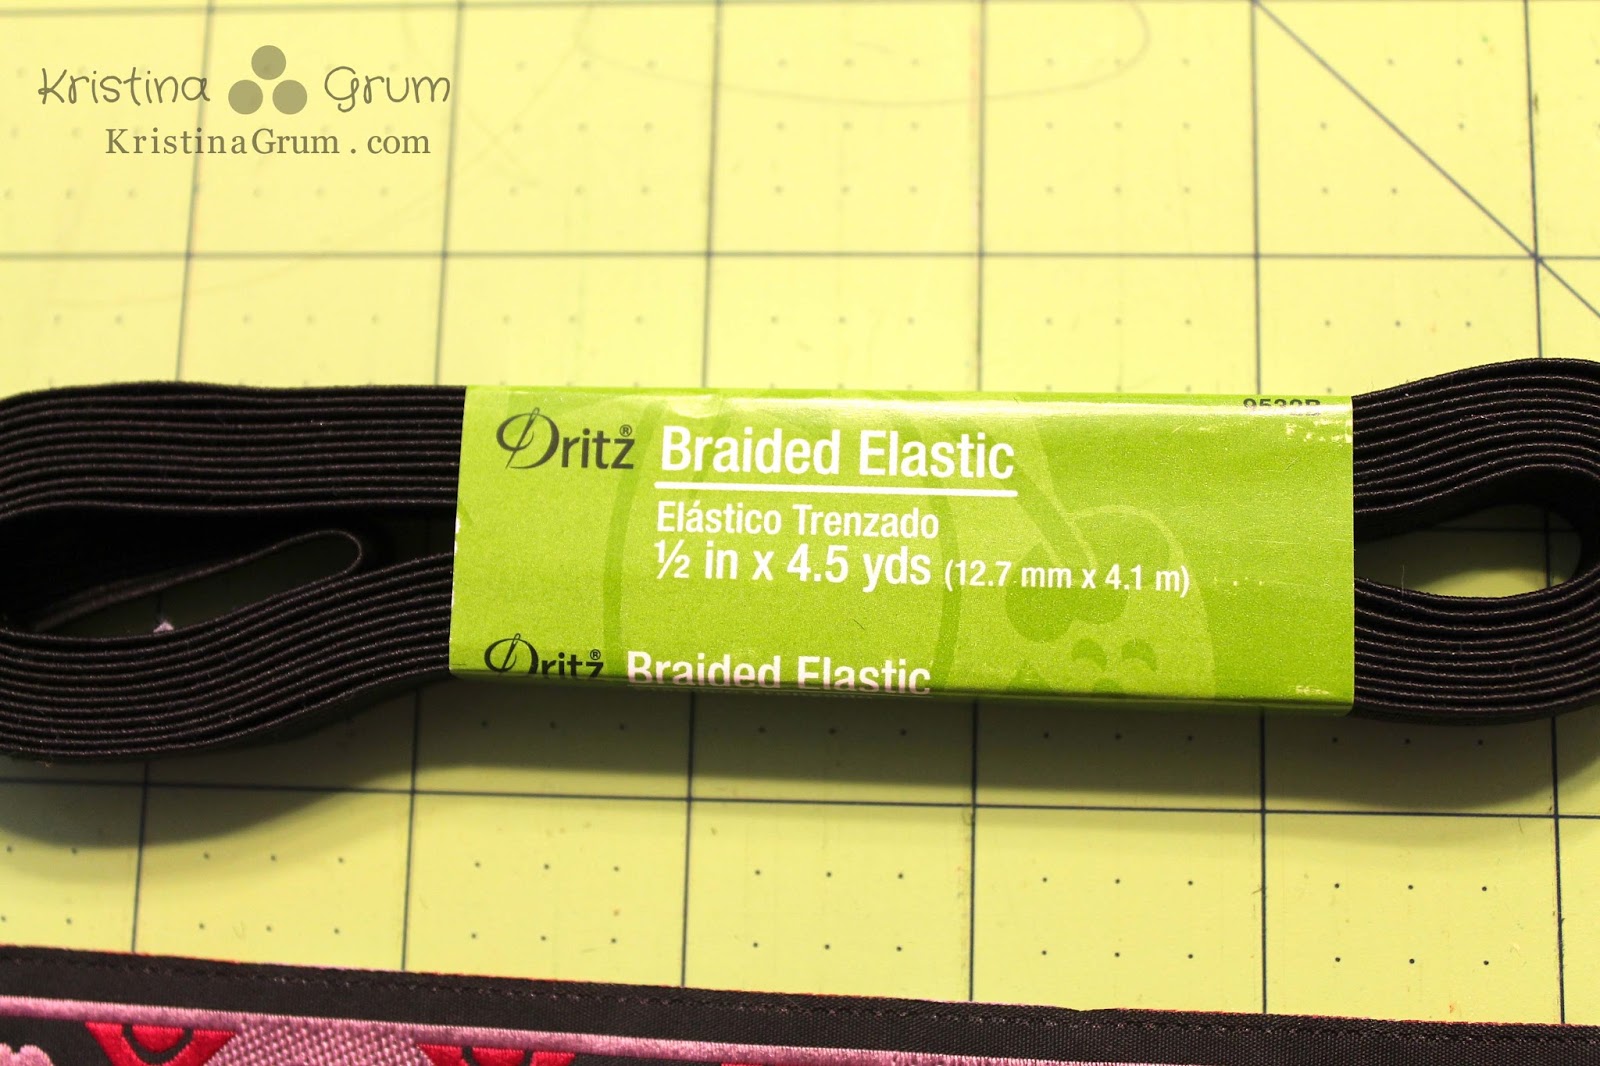 Kristina Grum
KristinaGrum.com
9532B
Dritz® Braided Elastic
Elástico Trenzado
½ in x 4.5 yds (12.7 mm x 4.1 m)
Dritz® Braided Elastic